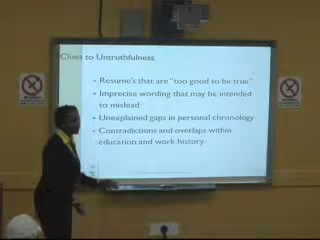 Clues to Untruthfulness
Resume's that are "too good to be true"
Imprecise wording that may be intended
to mislead
Unexplained gaps in personal chronology
Contradictions and overlaps within
education and work history